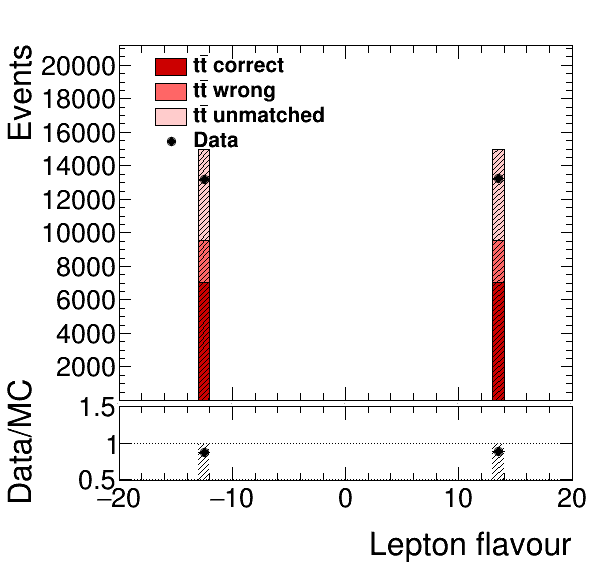 Events
20000
18000
16000
14000
12000
10000
8000
6000
4000
2000
tt̄ correct
tt̄ wrong
tt̄ unmatched
Data
Data/MC
1.5
1
0.5
−20 −10 0 10 20
Lepton flavour